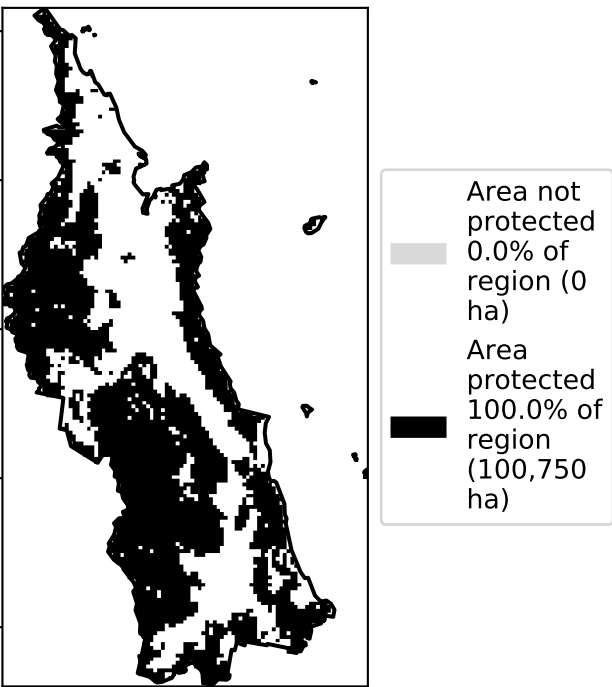 Area not
protected
0.0% of
region (0
ha)
Area
protected
100.0% of
region
(100,750
ha)